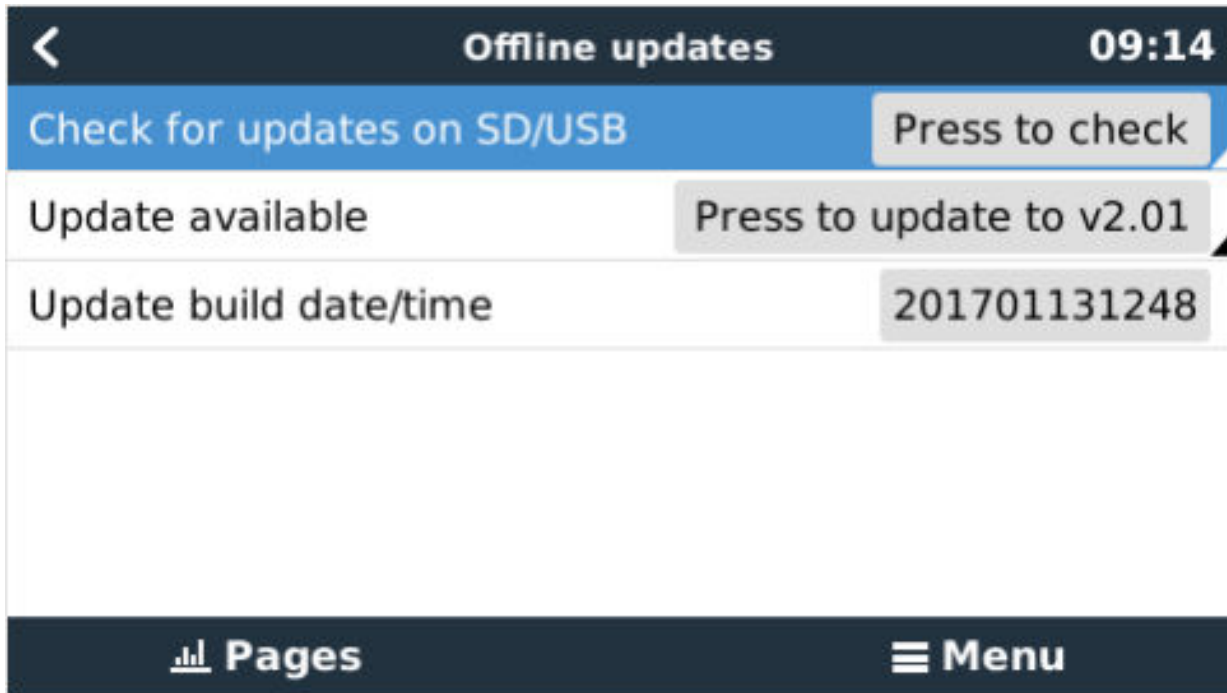 Offline updates 09:14
Check for updates on SD/USB Press to check
Update available Press to update to v2.01
Update build date/time 201701131248
Pages Menu